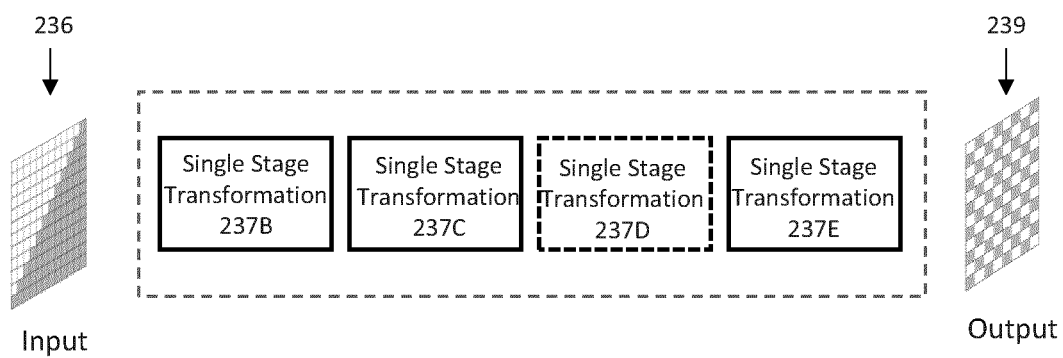 236
239
Single Stage
Transformation
237B
Single Stage
Transformation
237C
Single Stage
Transformation
237D
Single Stage
Transformation
237E
Input
Output